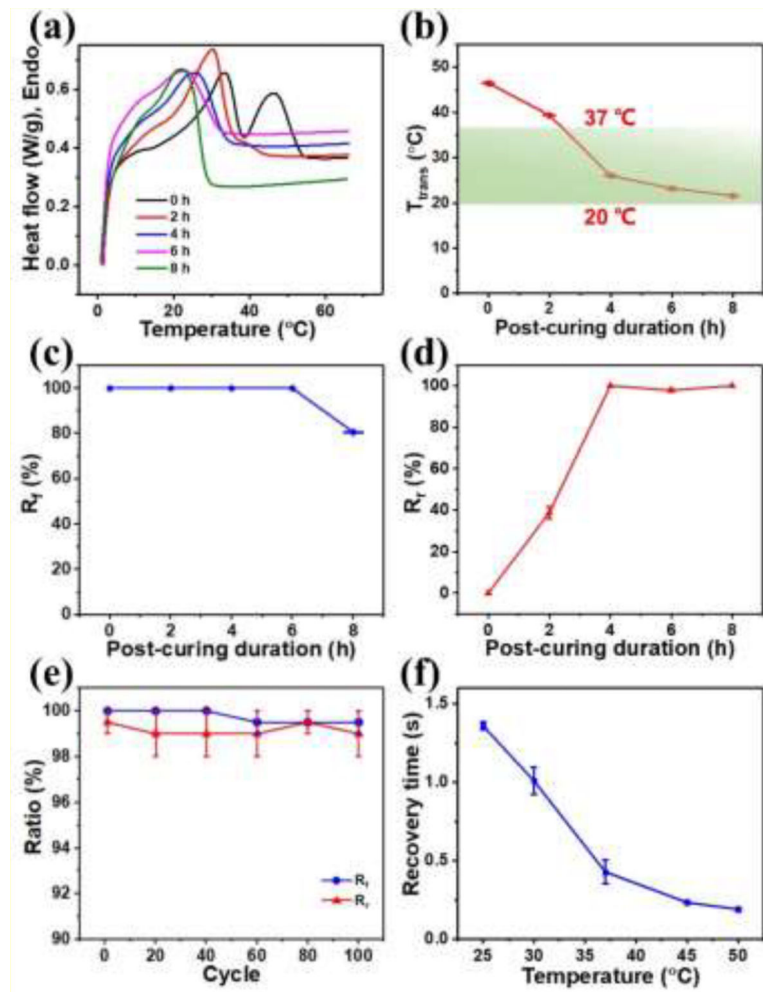 (a)
Heat flow (W/g), Endo
0.6
0.4
0.2
0.0
0 h
2 h
4 h
6 h
8 h
0 20 40 60
Temperature (°C)
(b)
T_trans (°C)
50
40
30
20
10
0
37 ℃
20 ℃
0 2 4 6 8
Post-curing duration (h)
(c)
R_f (%)
100
80
60
40
20
0
0 2 4 6 8
Post-curing duration (h)
(d)
R_r (%)
100
80
60
40
20
0
0 2 4 6 8
Post-curing duration (h)
(e)
Ratio (%)
100
98
96
94
92
90
R_f
R_r
0 20 40 60 80 100
Cycle
(f)
Recovery time (s)
1.5
1.0
0.5
0.0
25 30 35 40 45 50
Temperature (°C)